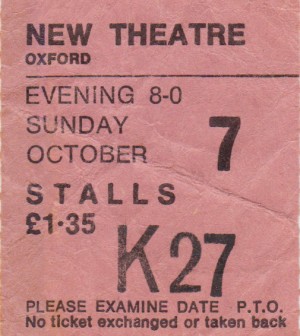 NEW THEATRE
OXFORD
EVENING 8-0
SUNDAY
OCTOBER 7
STALLS
£1·35
K27
PLEASE EXAMINE DATE P.T.O.
No ticket exchanged or taken back